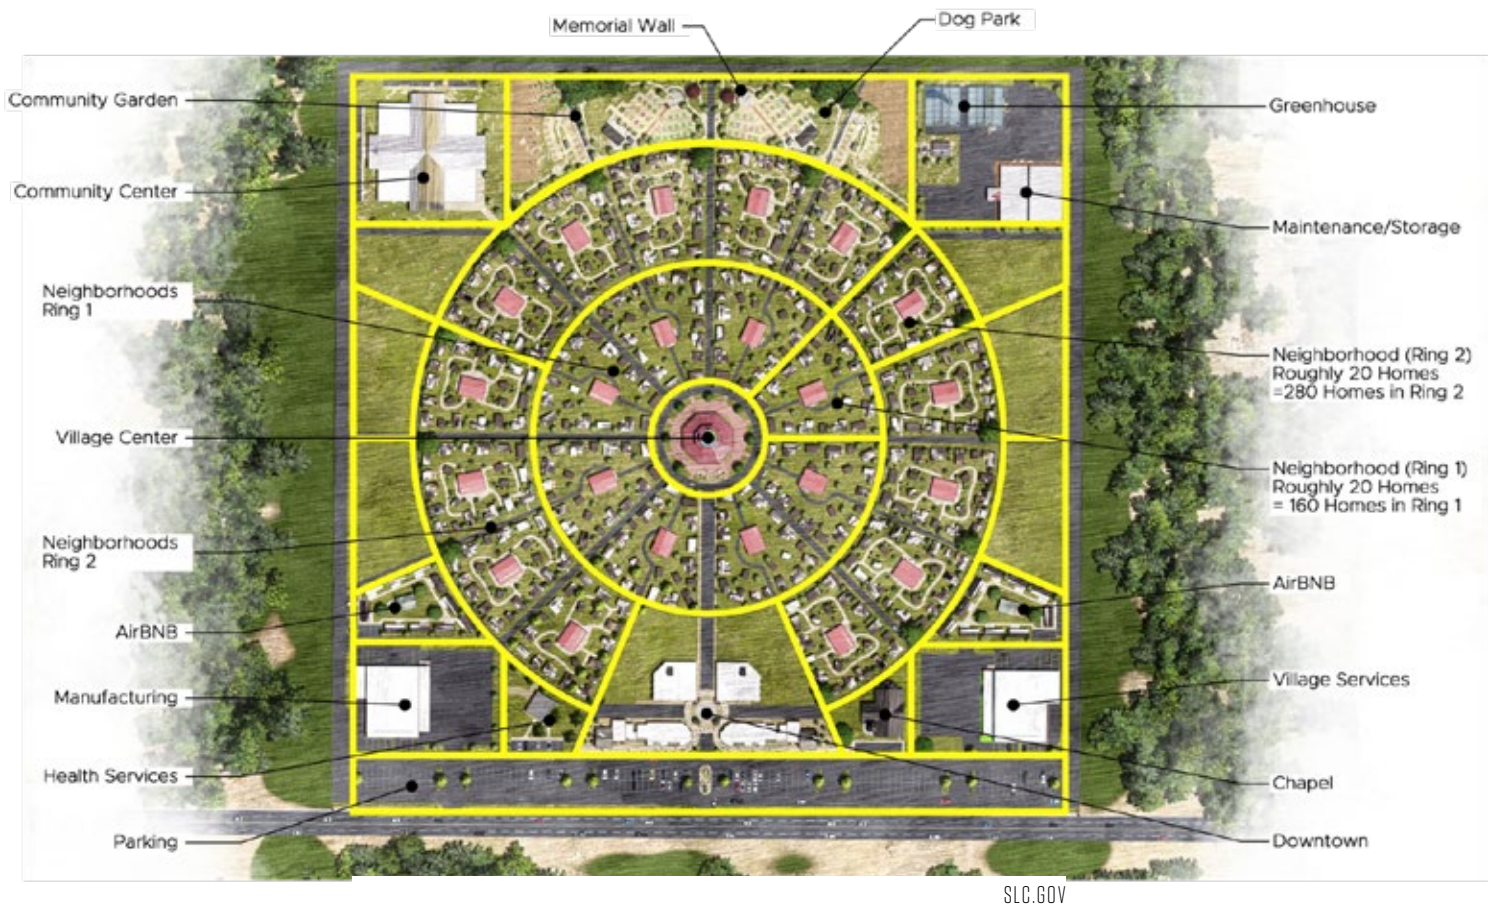 Memorial Wall
Dog Park
Community Garden
Greenhouse
Community Center
Maintenance/Storage
Neighborhoods
Ring 1
Neighborhood (Ring 2)
Roughly 20 Homes
=280 Homes in Ring 2
Village Center
Neighborhood (Ring 1)
Roughly 20 Homes
= 160 Homes in Ring 1
Neighborhoods
Ring 2
AirBNB
AirBNB
Manufacturing
Village Services
Health Services
Chapel
Parking
Downtown
SLC.GOV